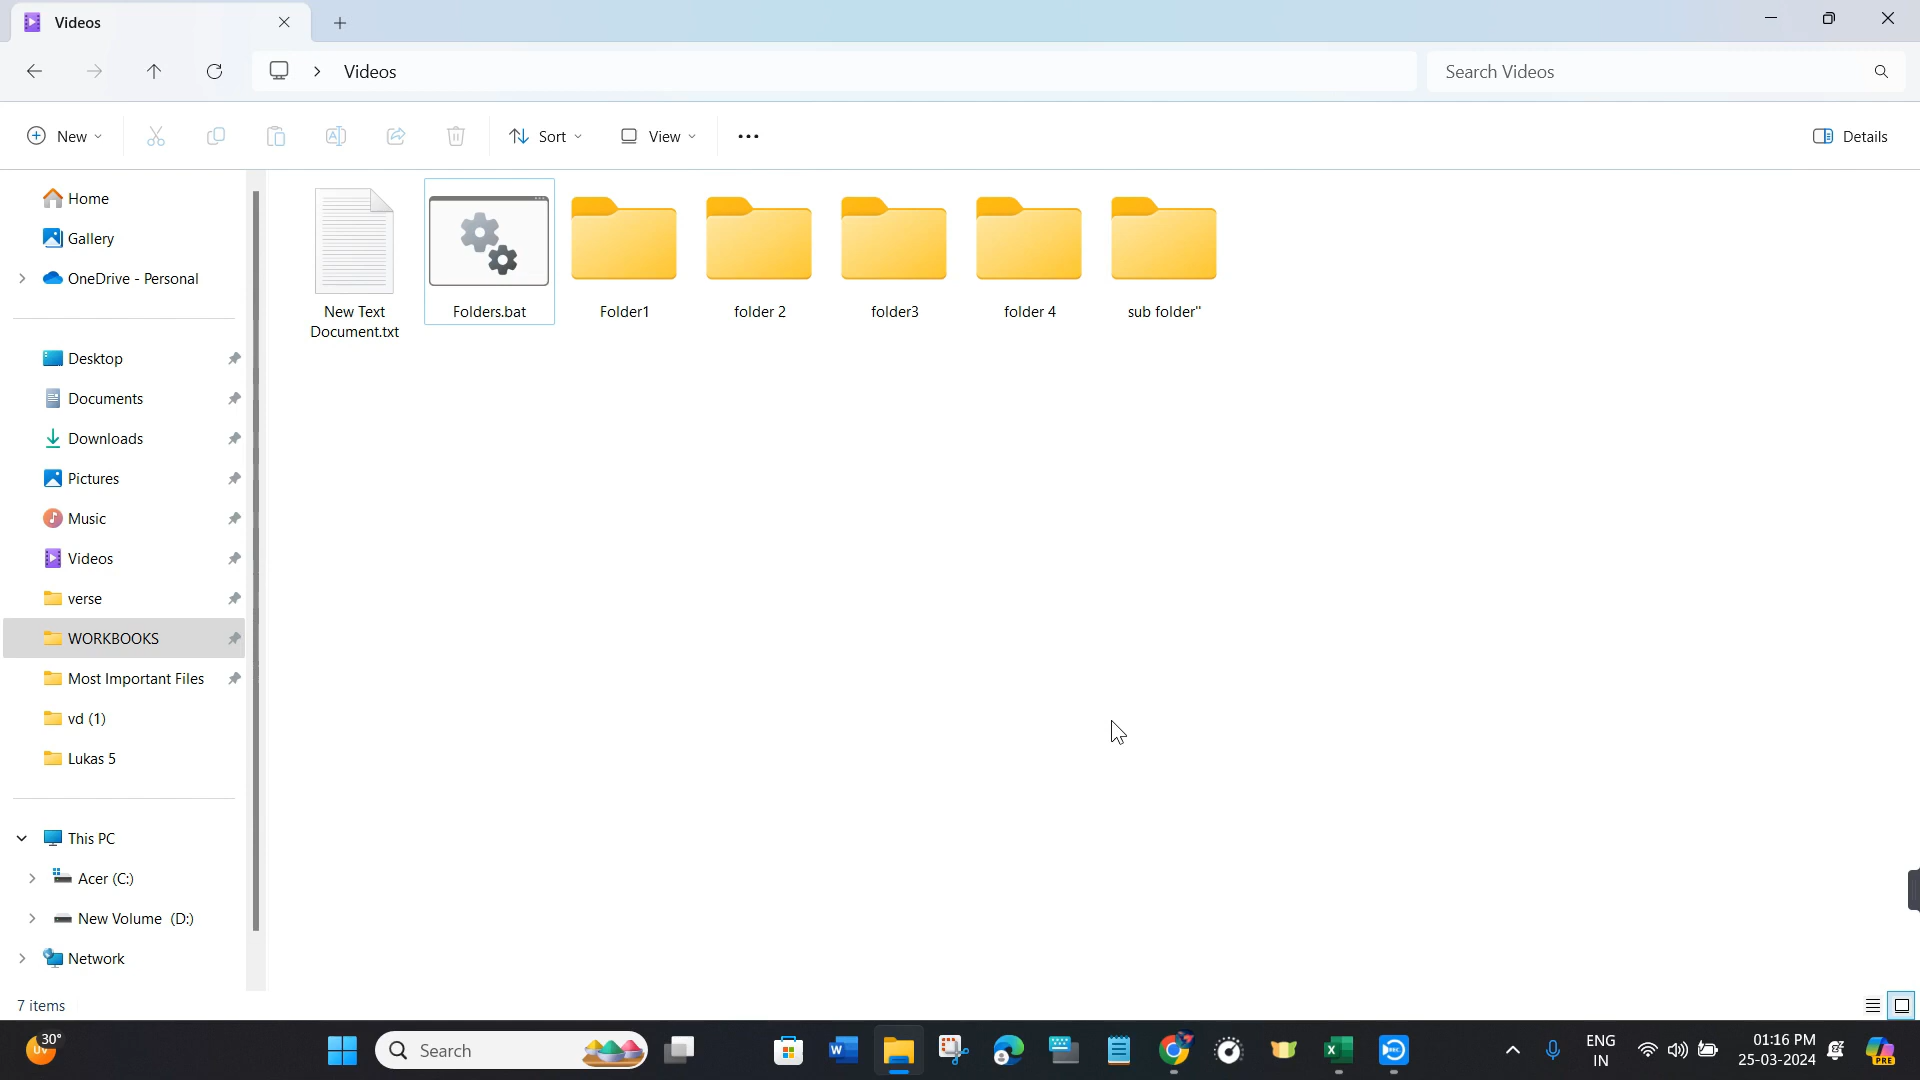 Videos
Videos
Search Videos
New
Sort
View
Details
Home
Gallery
OneDrive - Personal
Desktop
Documents
Downloads
Pictures
Music
Videos
verse
WORKBOOKS
Most Important Files
vd (1)
Lukas 5
This PC
Acer (C:)
New Volume (D:)
Network
New Text
Document.txt
Folders.bat
Folder1
folder 2
folder3
folder 4
sub folder"
7 items
30°
UV
Search
W
X
REC
ENG
IN
01:16 PM
25-03-2024
PRE